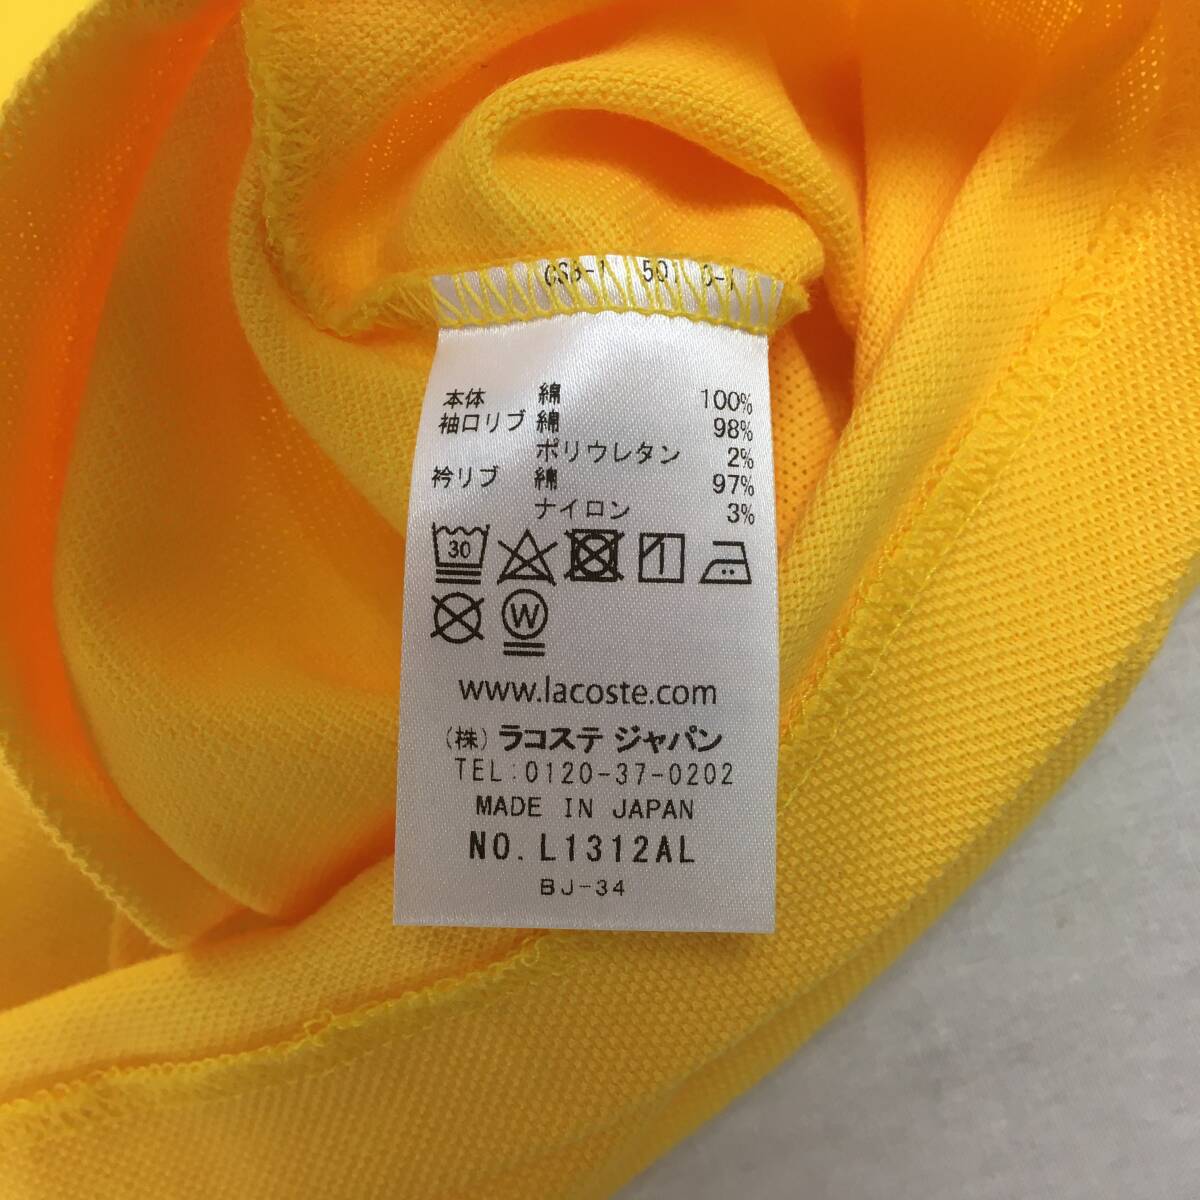 本体 綿 100%
袖口リブ 綿 98%
ポリウレタン 2%
衿リブ 綿 97%
ナイロン 3%
30
W
www.lacoste.com
(株) ラコステ ジャパン
TEL:0120-37-0202
MADE IN JAPAN
NO. L1312AL
BJ-34